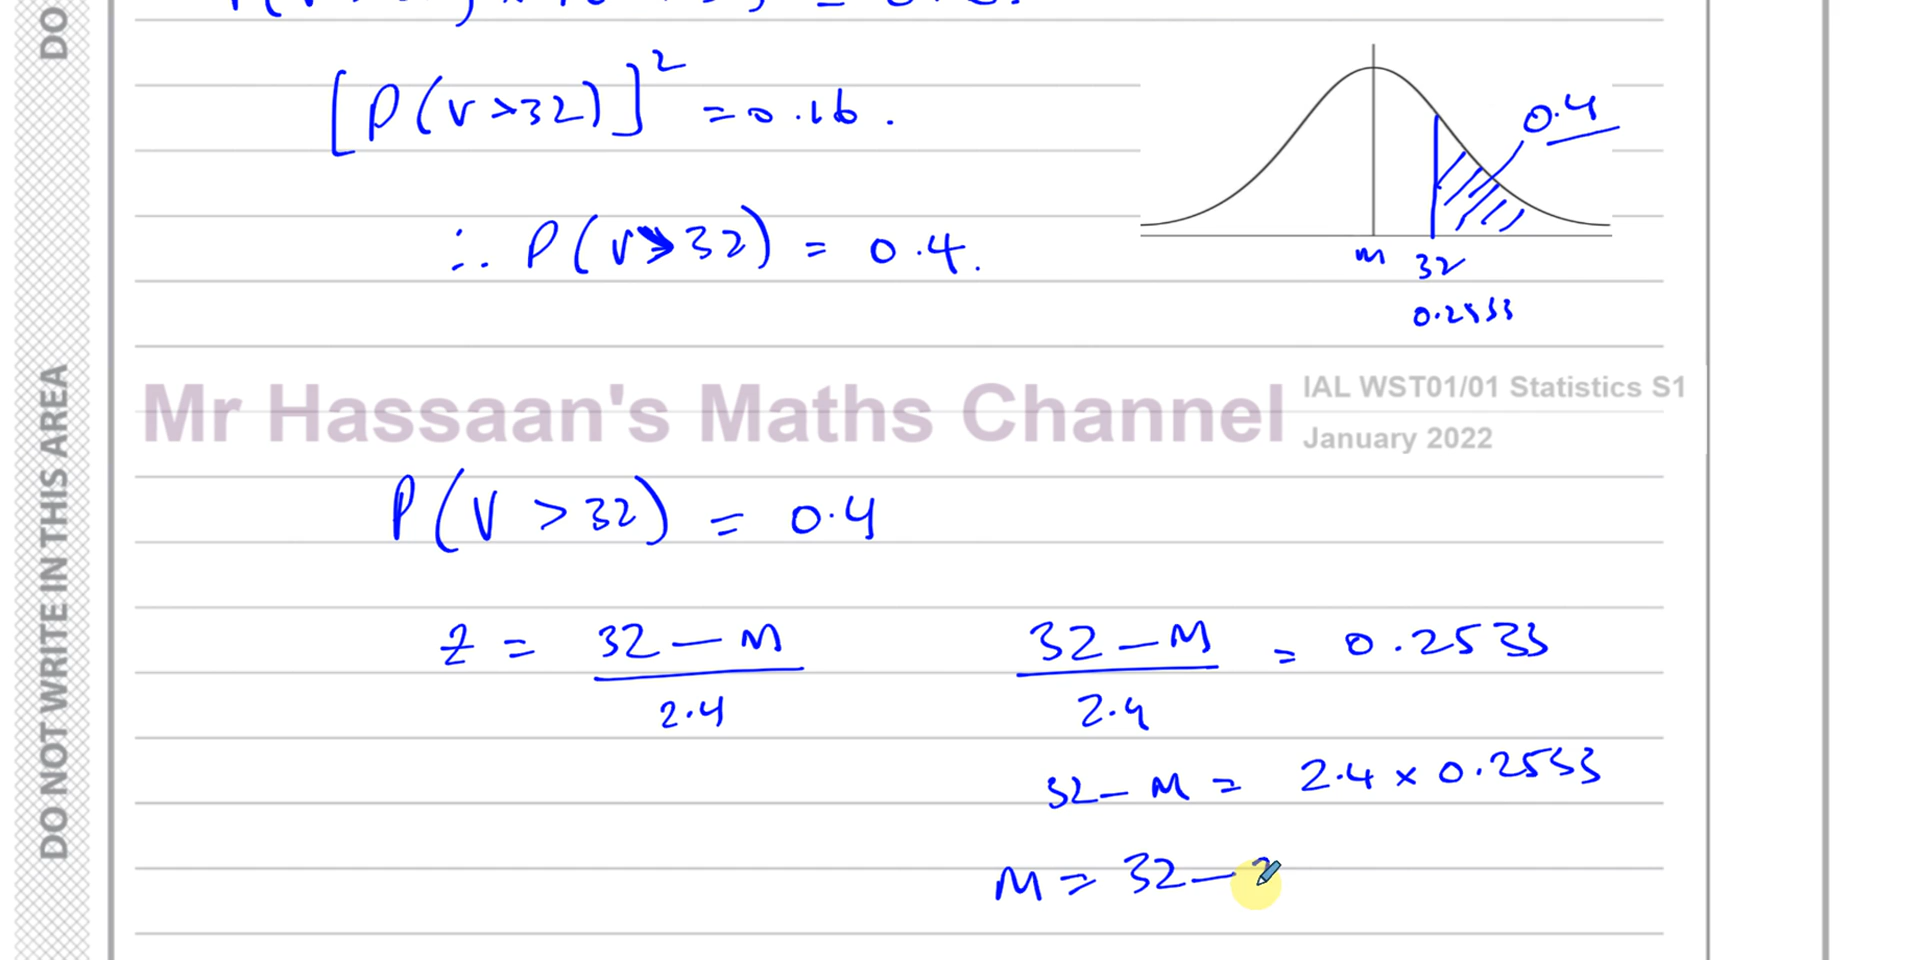 [P(V>32)]² = 0.16.
∴ P(V>32) = 0.4.
0.4
m 32
0.2533
Mr Hassaan's Maths Channel
IAL WST01/01 Statistics S1
January 2022
P(V > 32) = 0.4
Z = 32 - m / 2.4
32 - m / 2.4 = 0.2533
32 - m = 2.4 × 0.2533
m = 32 -
DO NOT WRITE IN THIS AREA
DO